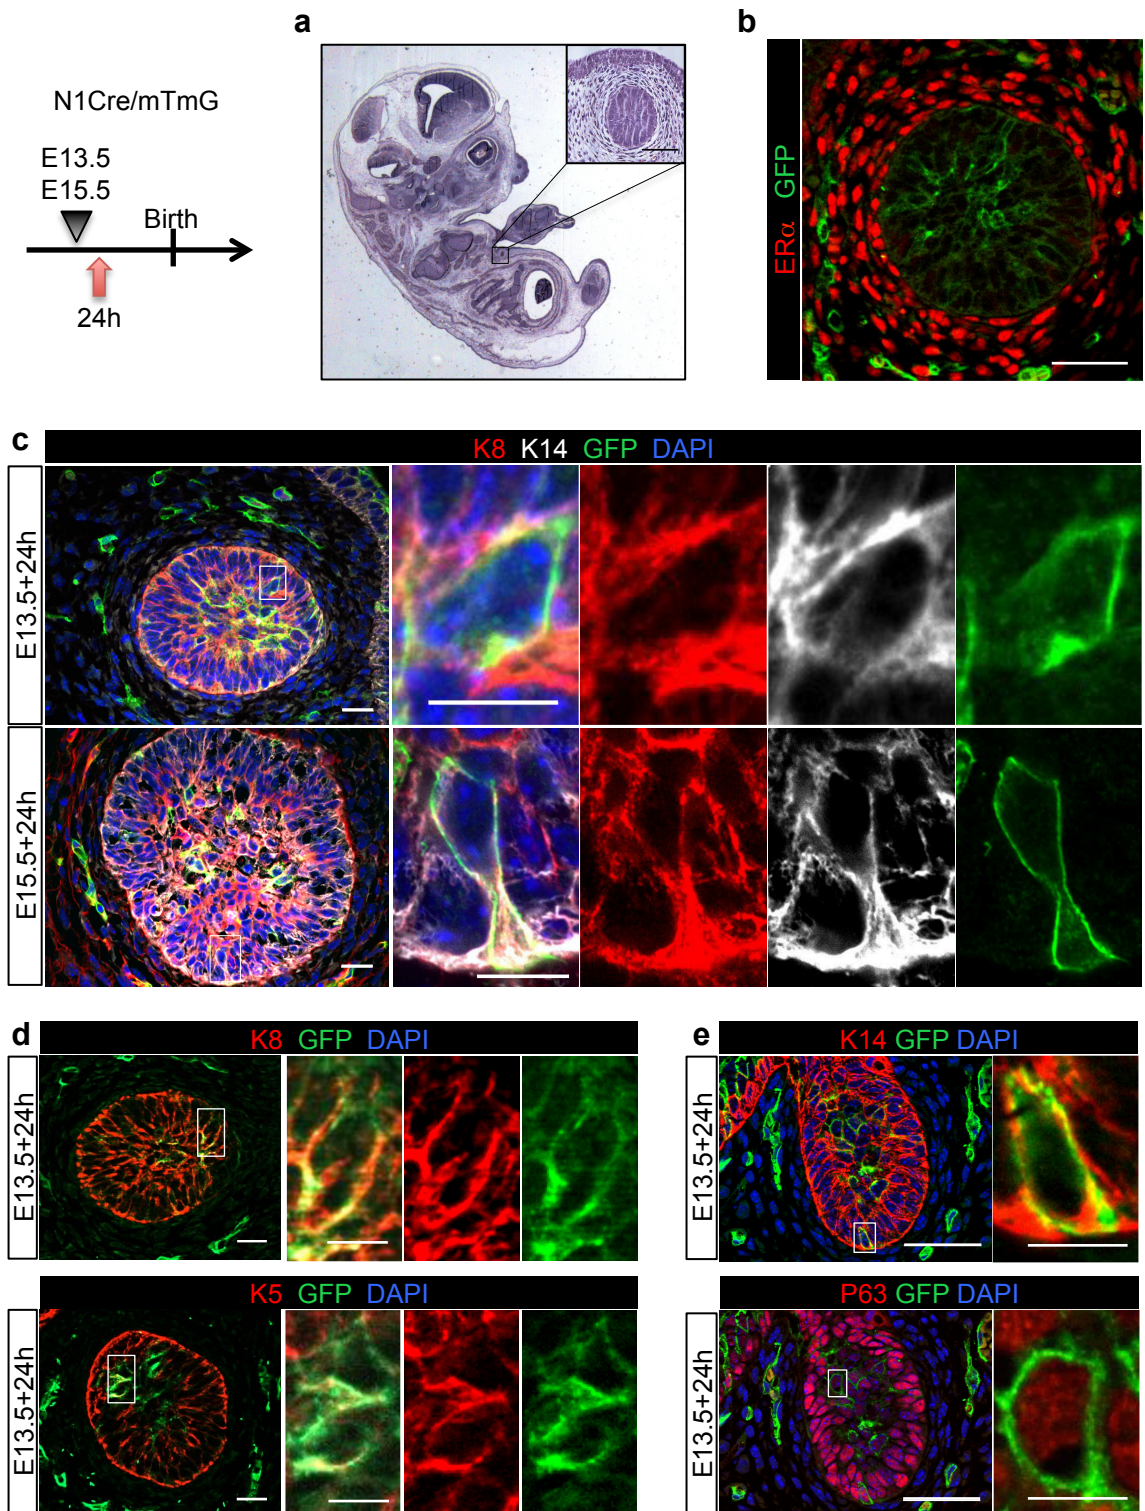 a
b
N1Cre/mTmG
E13.5
E15.5
Birth
24h
ERα GFP
c
K8 K14 GFP DAPI
E13.5+24h
E15.5+24h
d
K8 GFP DAPI
E13.5+24h
K5 GFP DAPI
E13.5+24h
e
K14 GFP DAPI
E13.5+24h
P63 GFP DAPI
E13.5+24h